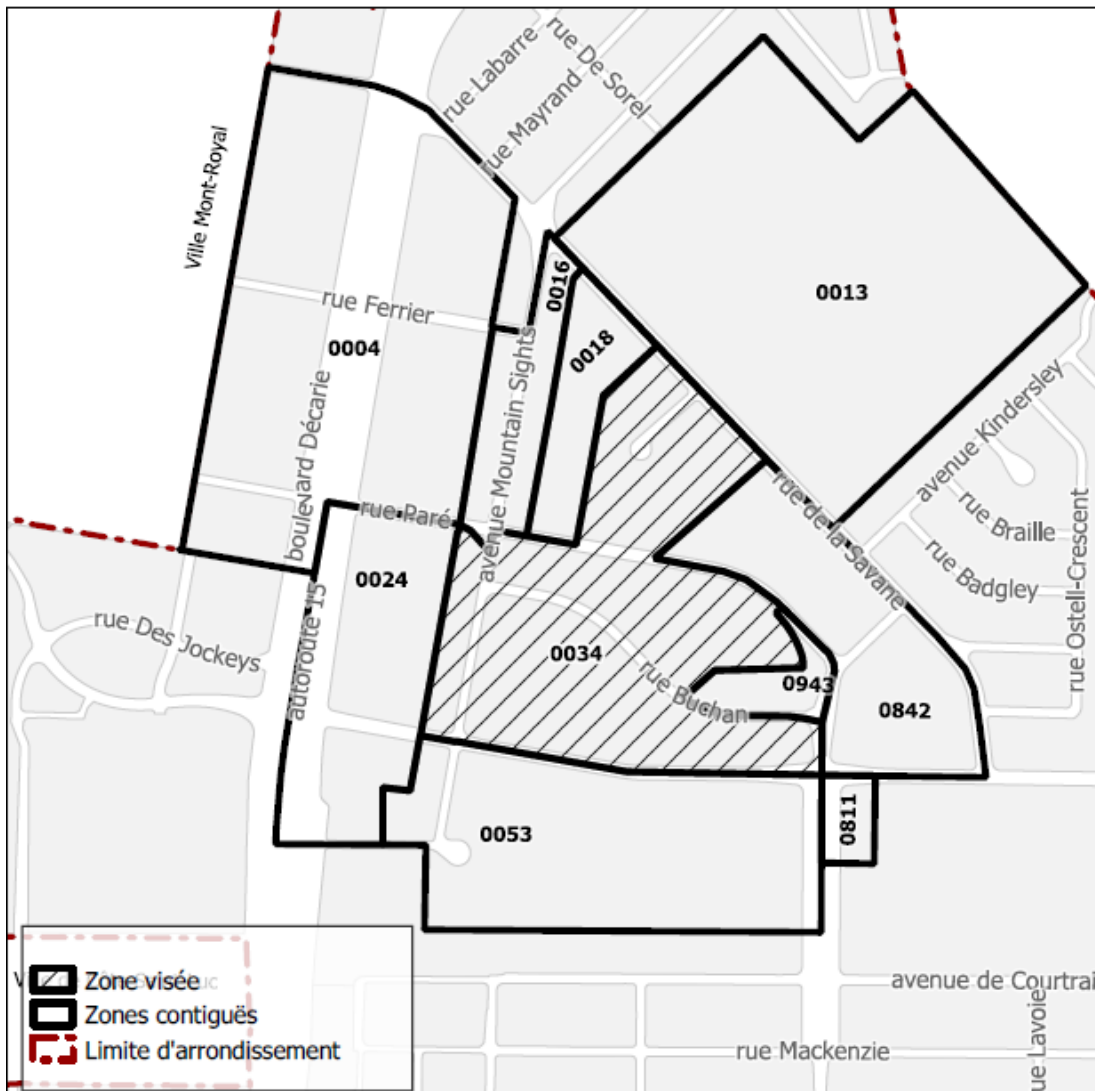 rue Labarre
rue De Sorel
rue Mayrand
Ville Mont-Royal
0016
0013
rue Ferrier
0004
0018
avenue Mountain Sights
avenue Kindersley
boulevard Décarie
rue Paré
rue de la Savane
rue Braille
rue Badgley
rue Ostell-Crescent
0024
rue Des Jockeys
autoroute 15
0034
rue Buchan
0943
0842
0053
0811
Zone visée
Zones contiguës
Limite d'arrondissement
avenue de Courtrai
rue Mackenzie
rue Lavoie